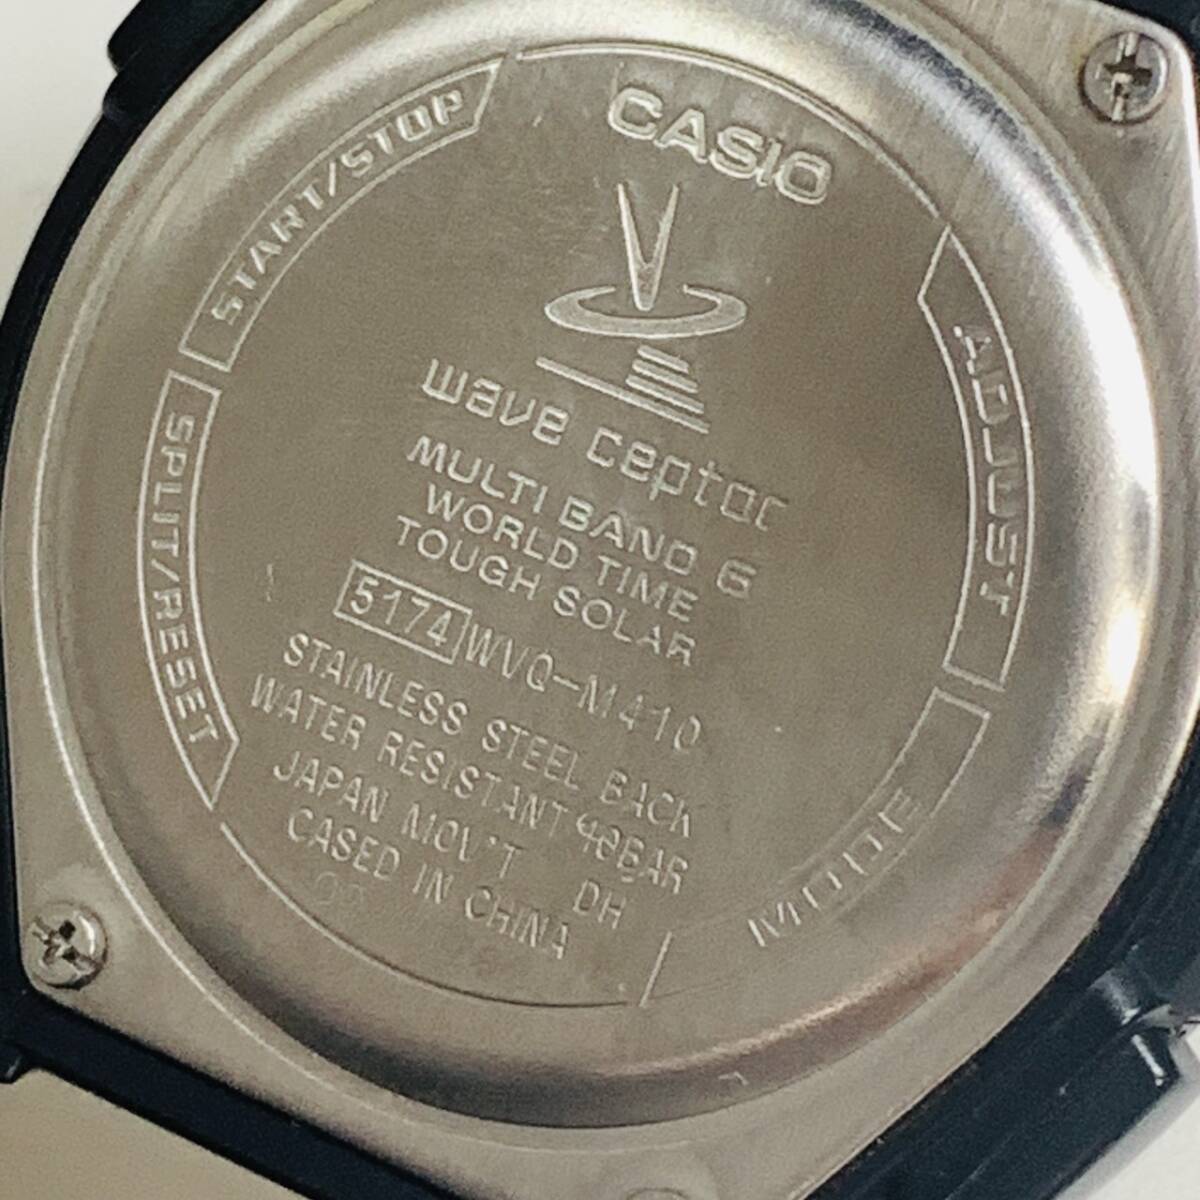 CASIO
wave ceptor
MULTI BAND 6
WORLD TIME
TOUGH SOLAR
5174 WVQ-M410
STAINLESS STEEL BACK
WATER RESISTANT 10BAR
JAPAN MOV'T DH
CASED IN CHINA
START/STOP
SPLIT/RESET
ADJUST
MODE